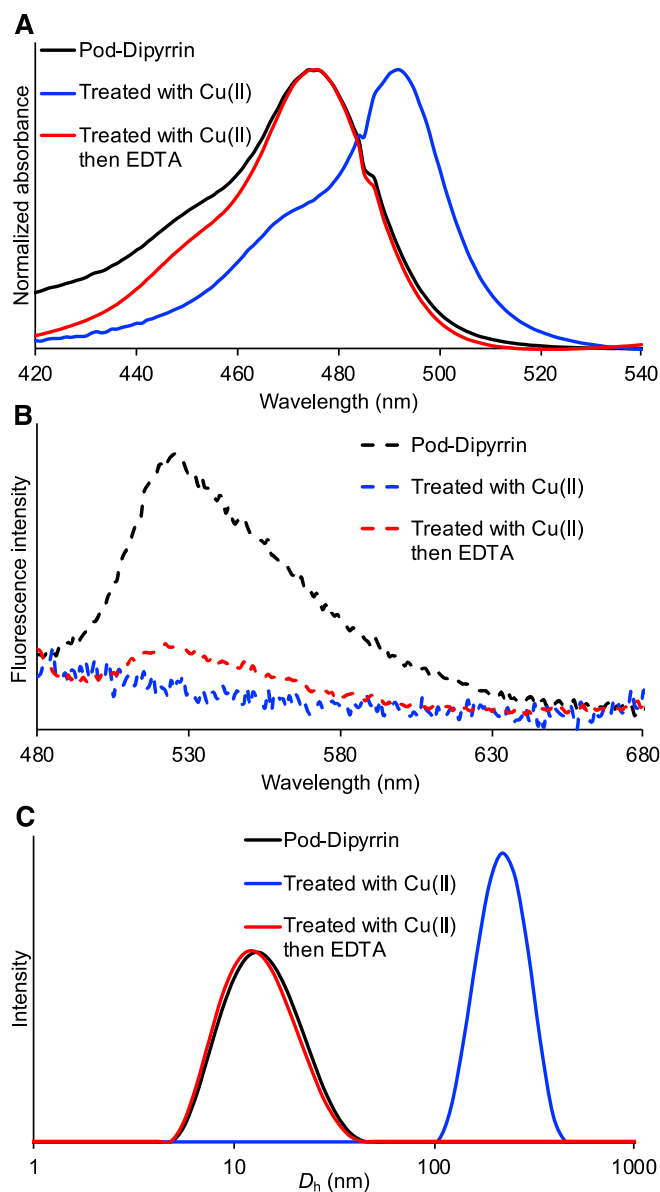 A
Pod-Dipyrrin
Treated with Cu(II)
Treated with Cu(II)
then EDTA
Normalized absorbance
420 440 460 480 500 520 540
Wavelength (nm)
B
Pod-Dipyrrin
Treated with Cu(II)
Treated with Cu(II)
then EDTA
Fluorescence intensity
480 530 580 630 680
Wavelength (nm)
C
Pod-Dipyrrin
Treated with Cu(II)
Treated with Cu(II)
then EDTA
Intensity
1 10 100 1000
Dh (nm)